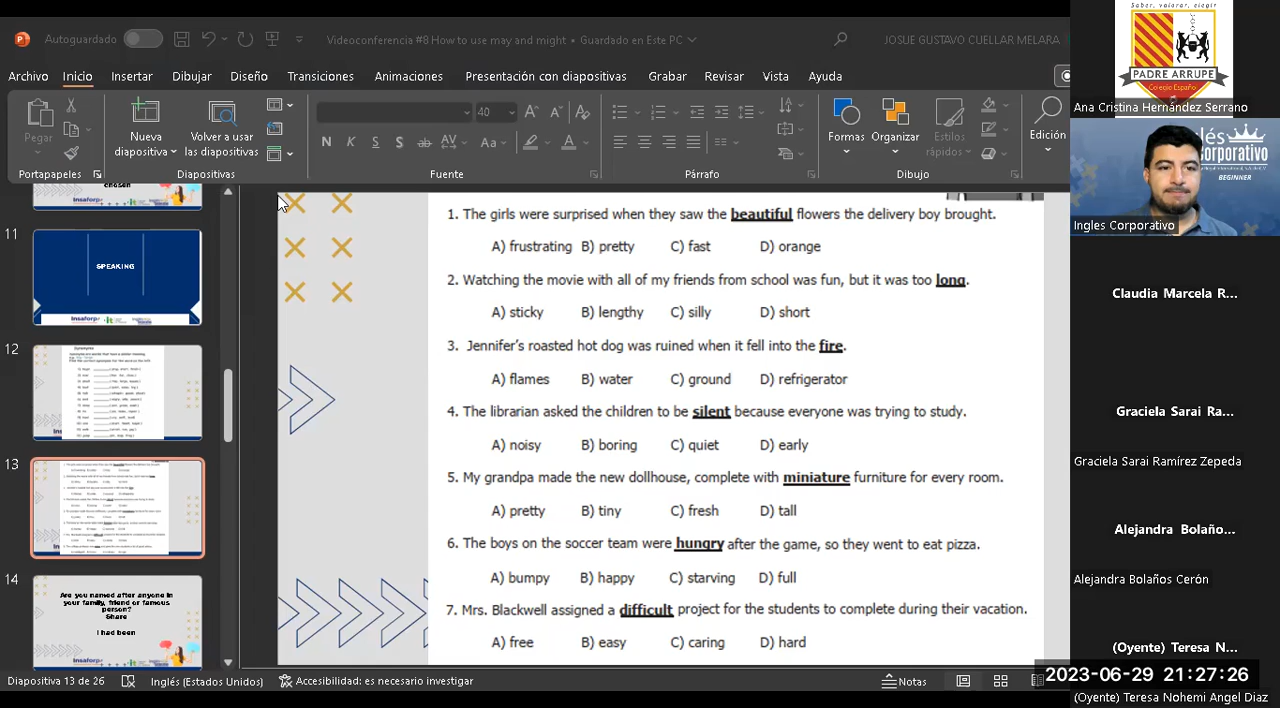 Autoguardado
Videoconferencia #8 How to use may and might • Guardado en Este PC
JOSUE GUSTAVO CUELLAR MELARA
Archivo Inicio Insertar Dibujar Diseño Transiciones Animaciones Presentación con diapositivas Grabar Revisar Vista Ayuda
Pegar
Nueva diapositiva
Volver a usar las diapositivas
40
N K S S ab AV Aa A
Formas Organizar Estilos rápidos Edición
Portapapeles Diapositivas Fuente Párrafo Dibujo
chosen
Insaforp
11
SPEAKING
Insaforp
12
Synonyms
13
14
Are you named after anyone in
your family, friend or famous
person?
Share
I had been
Insaforp
1. The girls were surprised when they saw the beautiful flowers the delivery boy brought.
A) frustrating B) pretty C) fast D) orange
2. Watching the movie with all of my friends from school was fun, but it was too long.
A) sticky B) lengthy C) silly D) short
3. Jennifer's roasted hot dog was ruined when it fell into the fire.
A) flames B) water C) ground D) refrigerator
4. The librarian asked the children to be silent because everyone was trying to study.
A) noisy B) boring C) quiet D) early
5. My grandpa made the new dollhouse, complete with miniature furniture for every room.
A) pretty B) tiny C) fresh D) tall
6. The boys on the soccer team were hungry after the game, so they went to eat pizza.
A) bumpy B) happy C) starving D) full
7. Mrs. Blackwell assigned a difficult project for the students to complete during their vacation.
A) free B) easy C) caring D) hard
Diapositiva 13 de 26 Inglés (Estados Unidos) Accesibilidad: es necesario investigar Notas
Saber, valorar, elegir
PADRE ARRUPE
Colegio Español
Ana Cristina Hernández Serrano
lés
orporativo
BEGINNER
Ingles Corporativo
Claudia Marcela R...
Graciela Sarai Ra...
Graciela Sarai Ramírez Zepeda
Alejandra Bolaño...
Alejandra Bolaños Cerón
(Oyente) Teresa N...
2023-06-29 21:27:26
(Oyente) Teresa Nohemi Angel Diaz